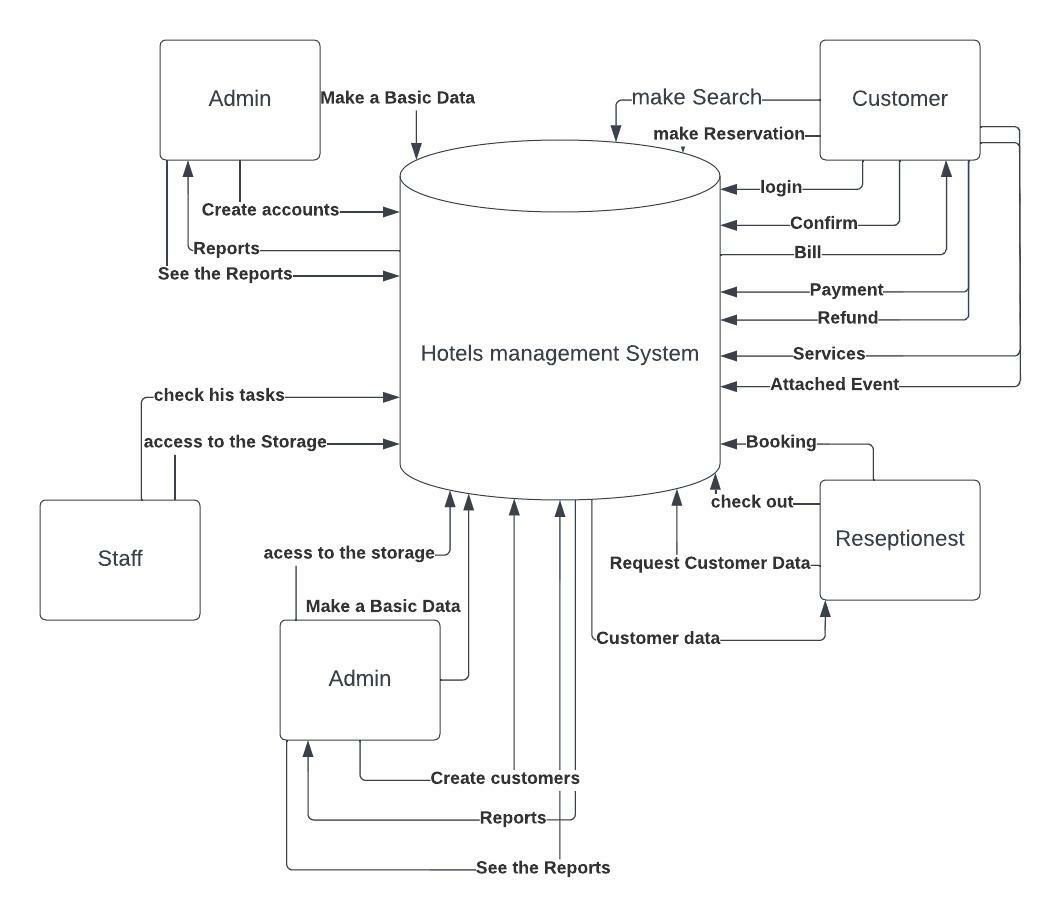 Admin
Make a Basic Data
make Search
Customer
make Reservation
login
Create accounts
Confirm
Reports
Bill
See the Reports
Payment
Refund
Hotels management System
Services
Attached Event
check his tasks
access to the Storage
Booking
check out
Staff
Reseptionest
acess to the storage
Request Customer Data
Make a Basic Data
Customer data
Admin
Create customers
Reports
See the Reports